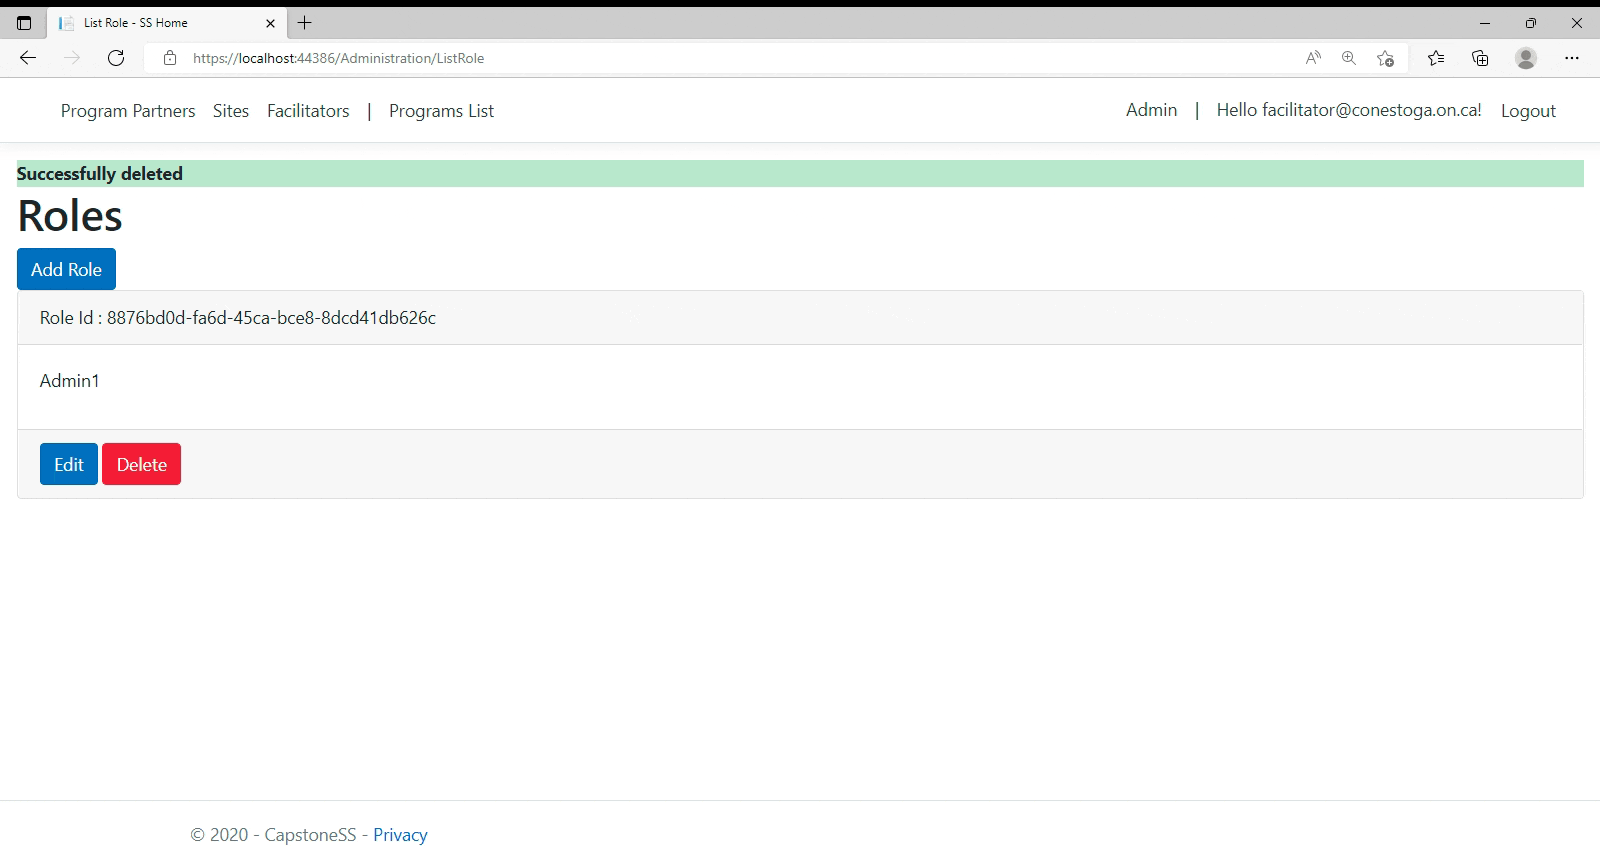 List Role - SS Home
https://localhost:44386/Administration/ListRole
Program Partners Sites Facilitators | Programs List Admin | Hello facilitator@conestoga.on.ca! Logout
Successfully deleted
Roles
Add Role
Role Id : 8876bd0d-fa6d-45ca-bce8-8dcd41db626c
Admin1
Edit Delete
© 2020 - CapstoneSS - Privacy